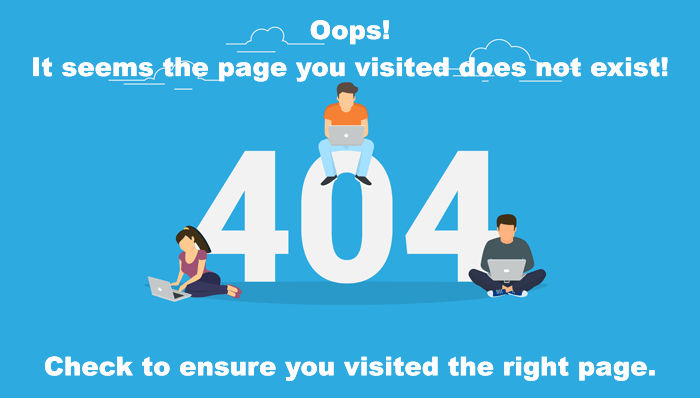 Oops!
It seems the page you visited does not exist!
404
Check to ensure you visited the right page.